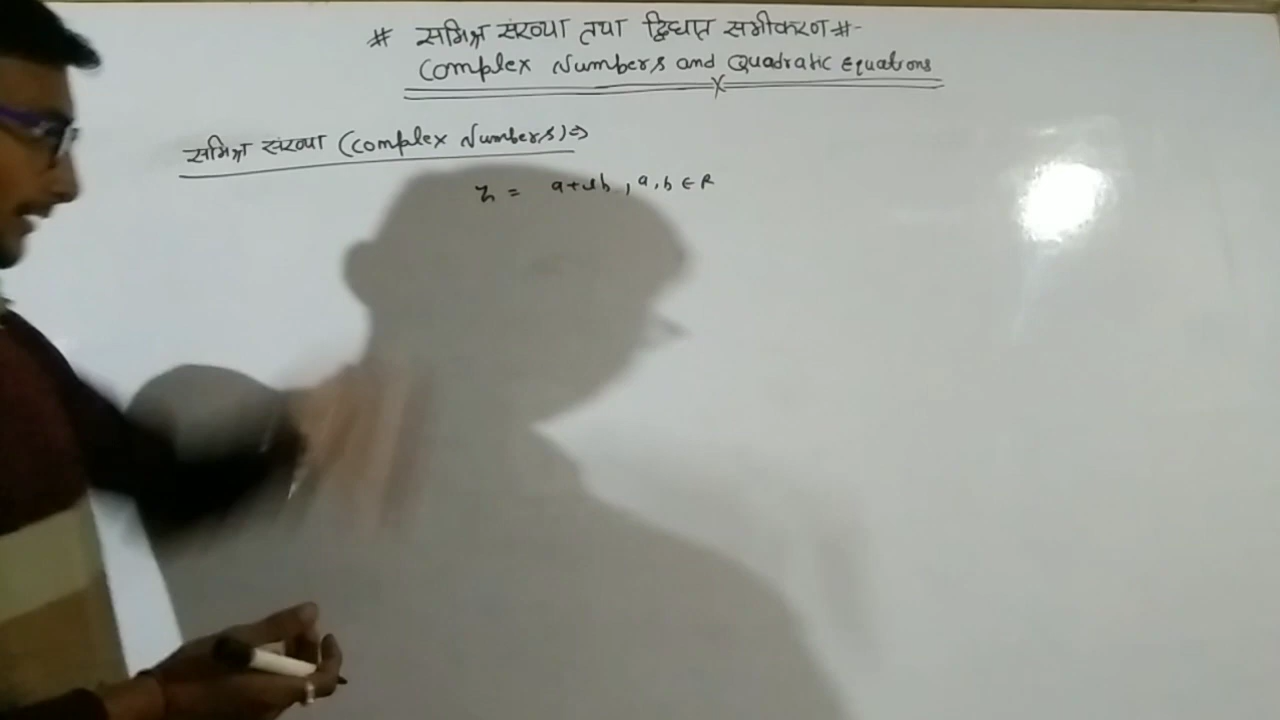 # समिश्र संख्या तथा द्विघात समीकरण #-
Complex Numbers and Quadratic Equations
समिश्र संख्या (Complex Numbers) ⇒
z = a+ib, a,b ∈ R